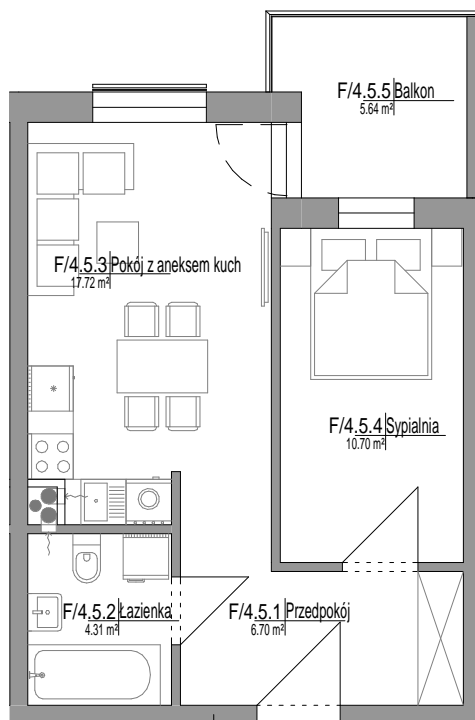 F/4.5.5 Balkon
5.64 m²
F/4.5.3 Pokój z aneksem kuch
17.72 m²
F/4.5.4 Sypialnia
10.70 m²
F/4.5.2 Łazienka
4.31 m²
F/4.5.1 Przedpokój
6.70 m²